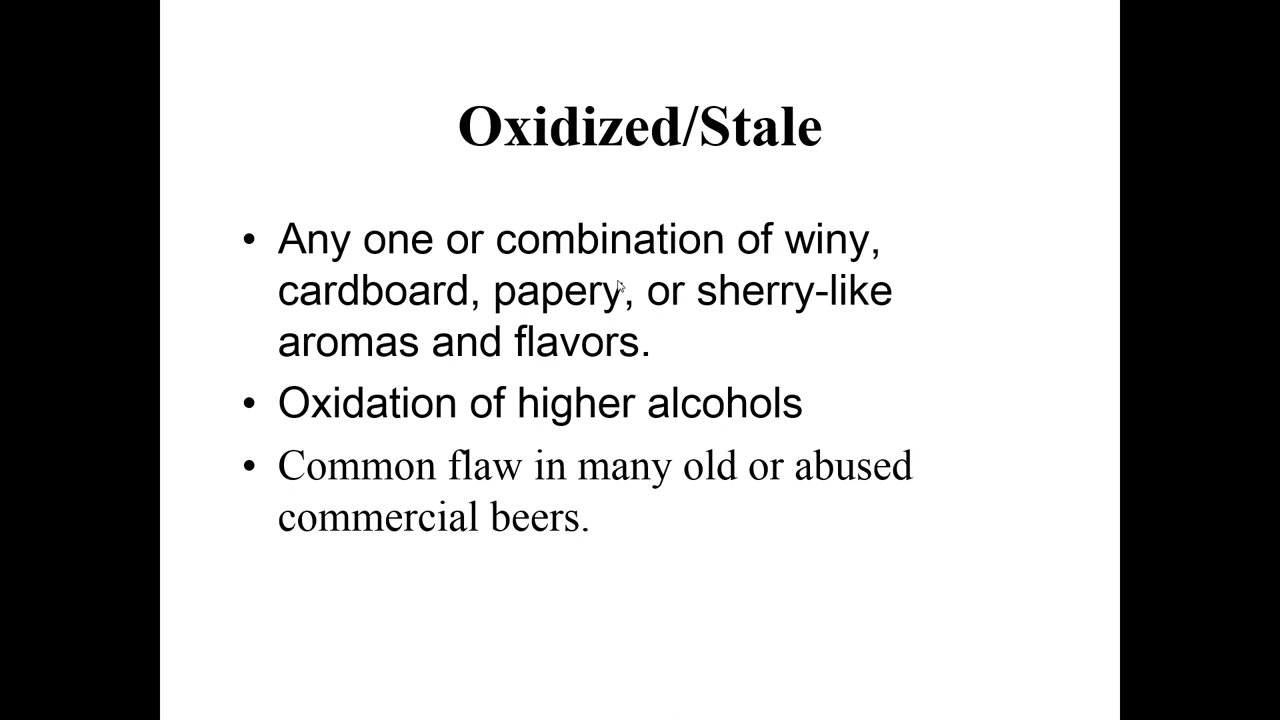 Oxidized/Stale
• Any one or combination of winy,
cardboard, papery, or sherry-like
aromas and flavors.
• Oxidation of higher alcohols
• Common flaw in many old or abused
commercial beers.